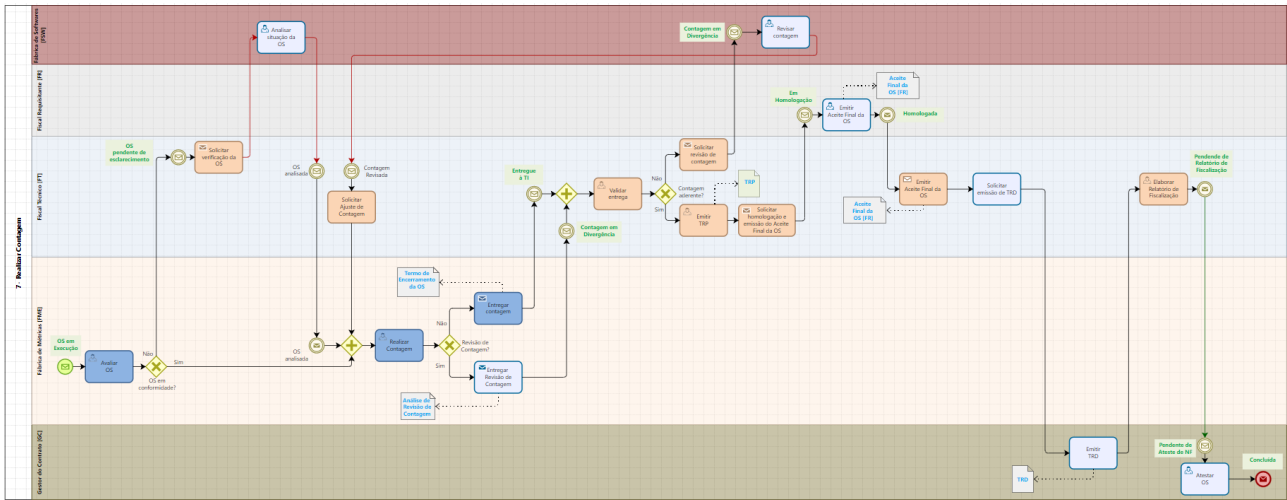 7 - Realizar Contagem
Fábrica de Software
[FSW]
Analisar
situação da
OS
Contagem em
Divergência
Revisar
contagem
Fiscal Requisitante [FR]
Em
Homologação
Emitir
Aceite Final da
OS
Aceite
Final da
OS [FR]
Homologada
Fiscal Técnico [FT]
OS
pendente de
esclarecimento
Solicitar
verificação da
OS
OS
analisada
Contagem
Revisada
Solicitar
Ajuste de
Contagem
Entregue
à TI
Contagem em
Divergência
Validar
entrega
Não
Contagem
aderente?
Sim
Solicitar
revisão de
contagem
TRP
Emitir
TRP
Solicitar
homologação e
emissão do Aceite
Final da OS
Aceite
Final da
OS [FR]
Emitir
Aceite Final da
OS
Solicitar
emissão de TRD
Elaborar
Relatório de
Fiscalização
Pendente de
Relatório de
Fiscalização
Fábrica de Métricas [FME]
OS em
Execução
Avaliar
OS
Não
Sim
OS em
conformidade?
OS
analisada
Realizar
Contagem
Termo de
Encerramento
da OS
Não
Revisão de
Contagem?
Sim
Entregar
contagem
Entregar
Revisão de
Contagem
Análise de
Revisão de
Contagem
Gestor do Contrato [GC]
Emitir
TRD
TRD
Pendente de
Ateste da NF
Atestar
OS
Concluída